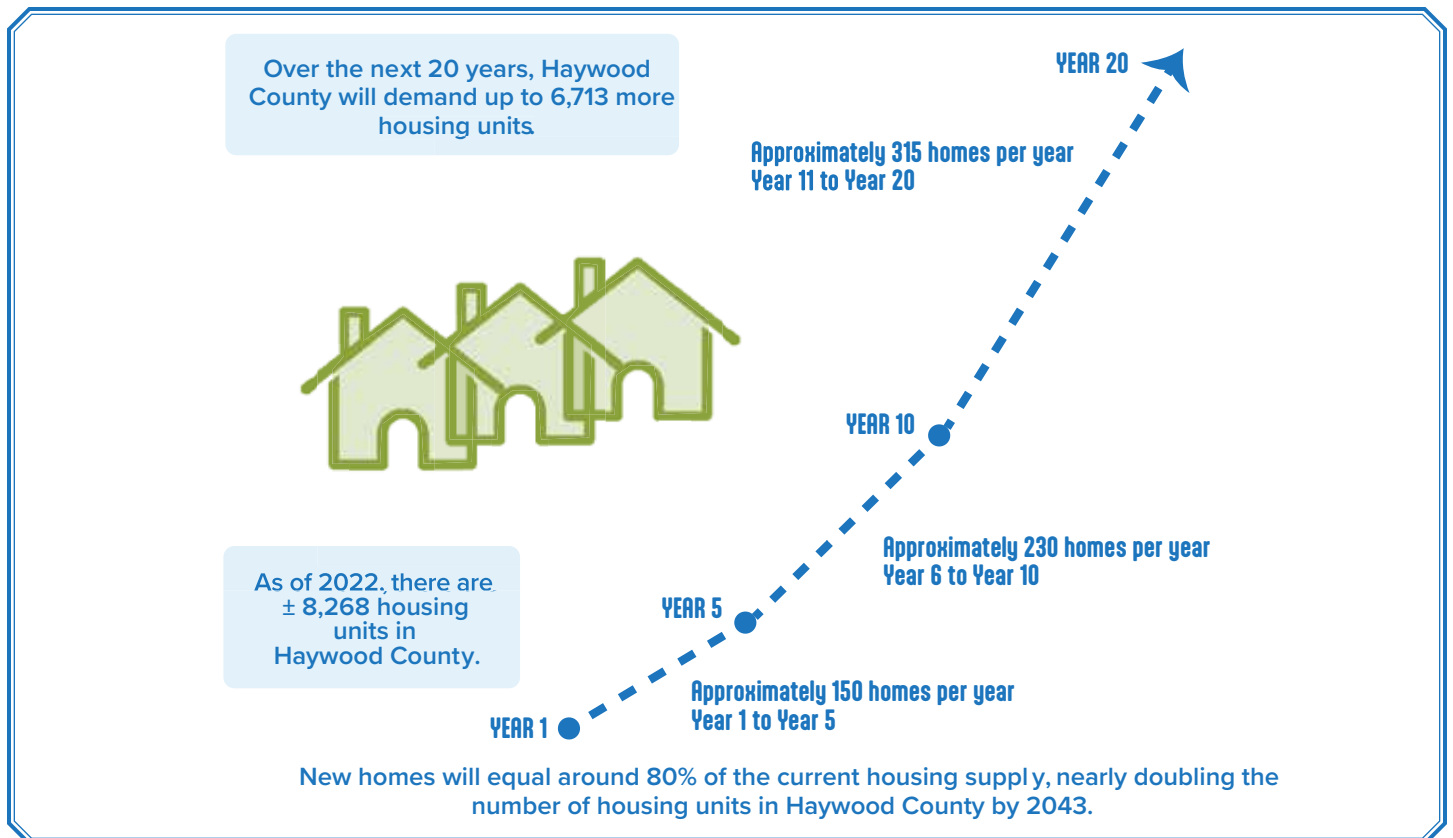 Over the next 20 years, Haywood
County will demand up to 6,713 more
housing units.
YEAR 20
Approximately 315 homes per year
Year 11 to Year 20
YEAR 10
Approximately 230 homes per year
Year 6 to Year 10
As of 2022, there are
± 8,268 housing
units in
Haywood County.
YEAR 5
Approximately 150 homes per year
Year 1 to Year 5
YEAR 1
New homes will equal around 80% of the current housing supply, nearly doubling the
number of housing units in Haywood County by 2043.